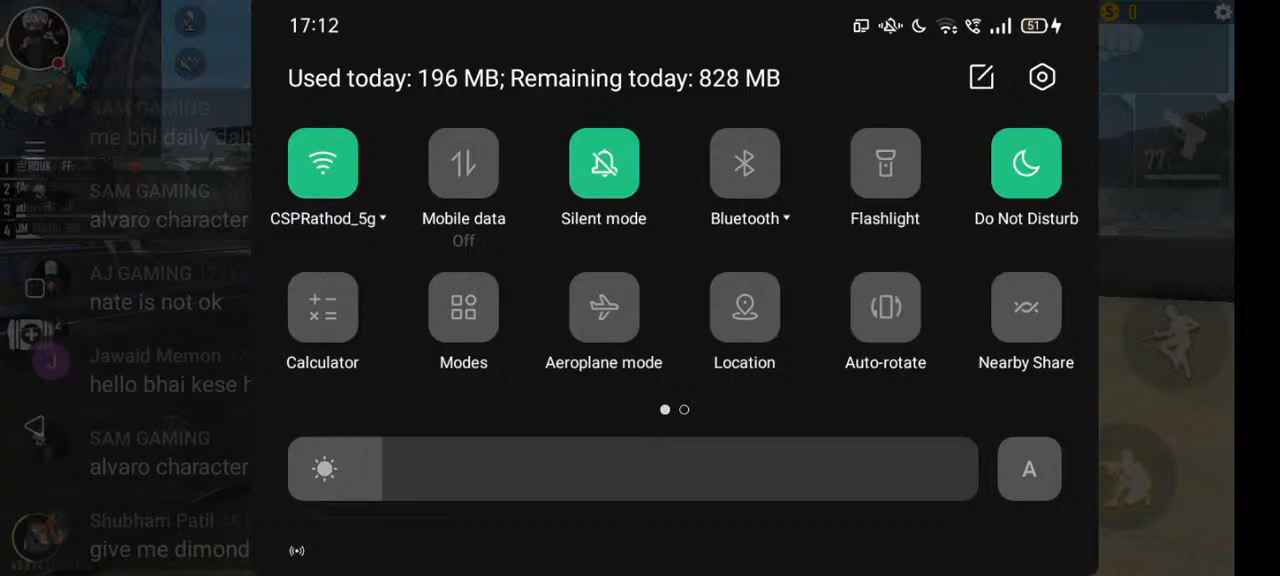 17:12
51
Used today: 196 MB; Remaining today: 828 MB
CSPRathod_5g
Mobile data
Off
Silent mode
Bluetooth
Flashlight
Do Not Disturb
Calculator
Modes
Aeroplane mode
Location
Auto-rotate
Nearby Share
A
SAM GAMING
me bhi daily
SAM GAMING
alvaro character
AJ GAMING
nate is not ok
J
Jawaid Memon
hello bhai kese
SAM GAMING
alvaro character
Shubham Patil
give me dimond